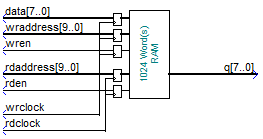 data[7..0]
wraddress[9..0]
wren
rdaddress[9..0]
rden
wrclock
rdclock
1024 Word(s)
RAM
q[7..0]